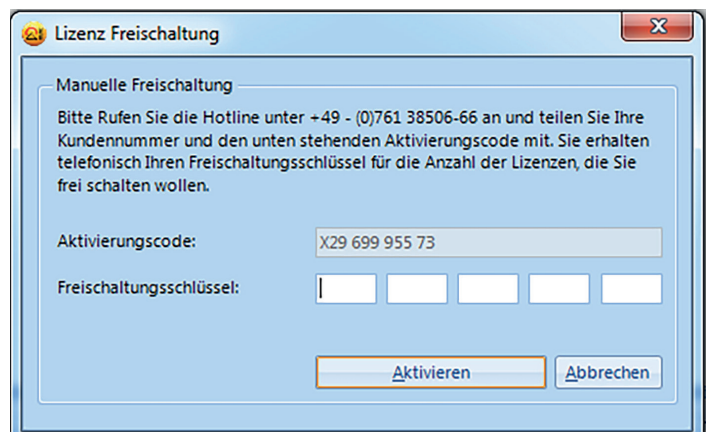 Lizenz Freischaltung
Manuelle Freischaltung
Bitte Rufen Sie die Hotline unter +49 - (0)761 38506-66 an und teilen Sie Ihre
Kundennummer und den unten stehenden Aktivierungscode mit. Sie erhalten
telefonisch Ihren Freischaltungsschlüssel für die Anzahl der Lizenzen, die Sie
frei schalten wollen.
Aktivierungscode: X29 699 955 73
Freischaltungsschlüssel:
Aktivieren Abbrechen